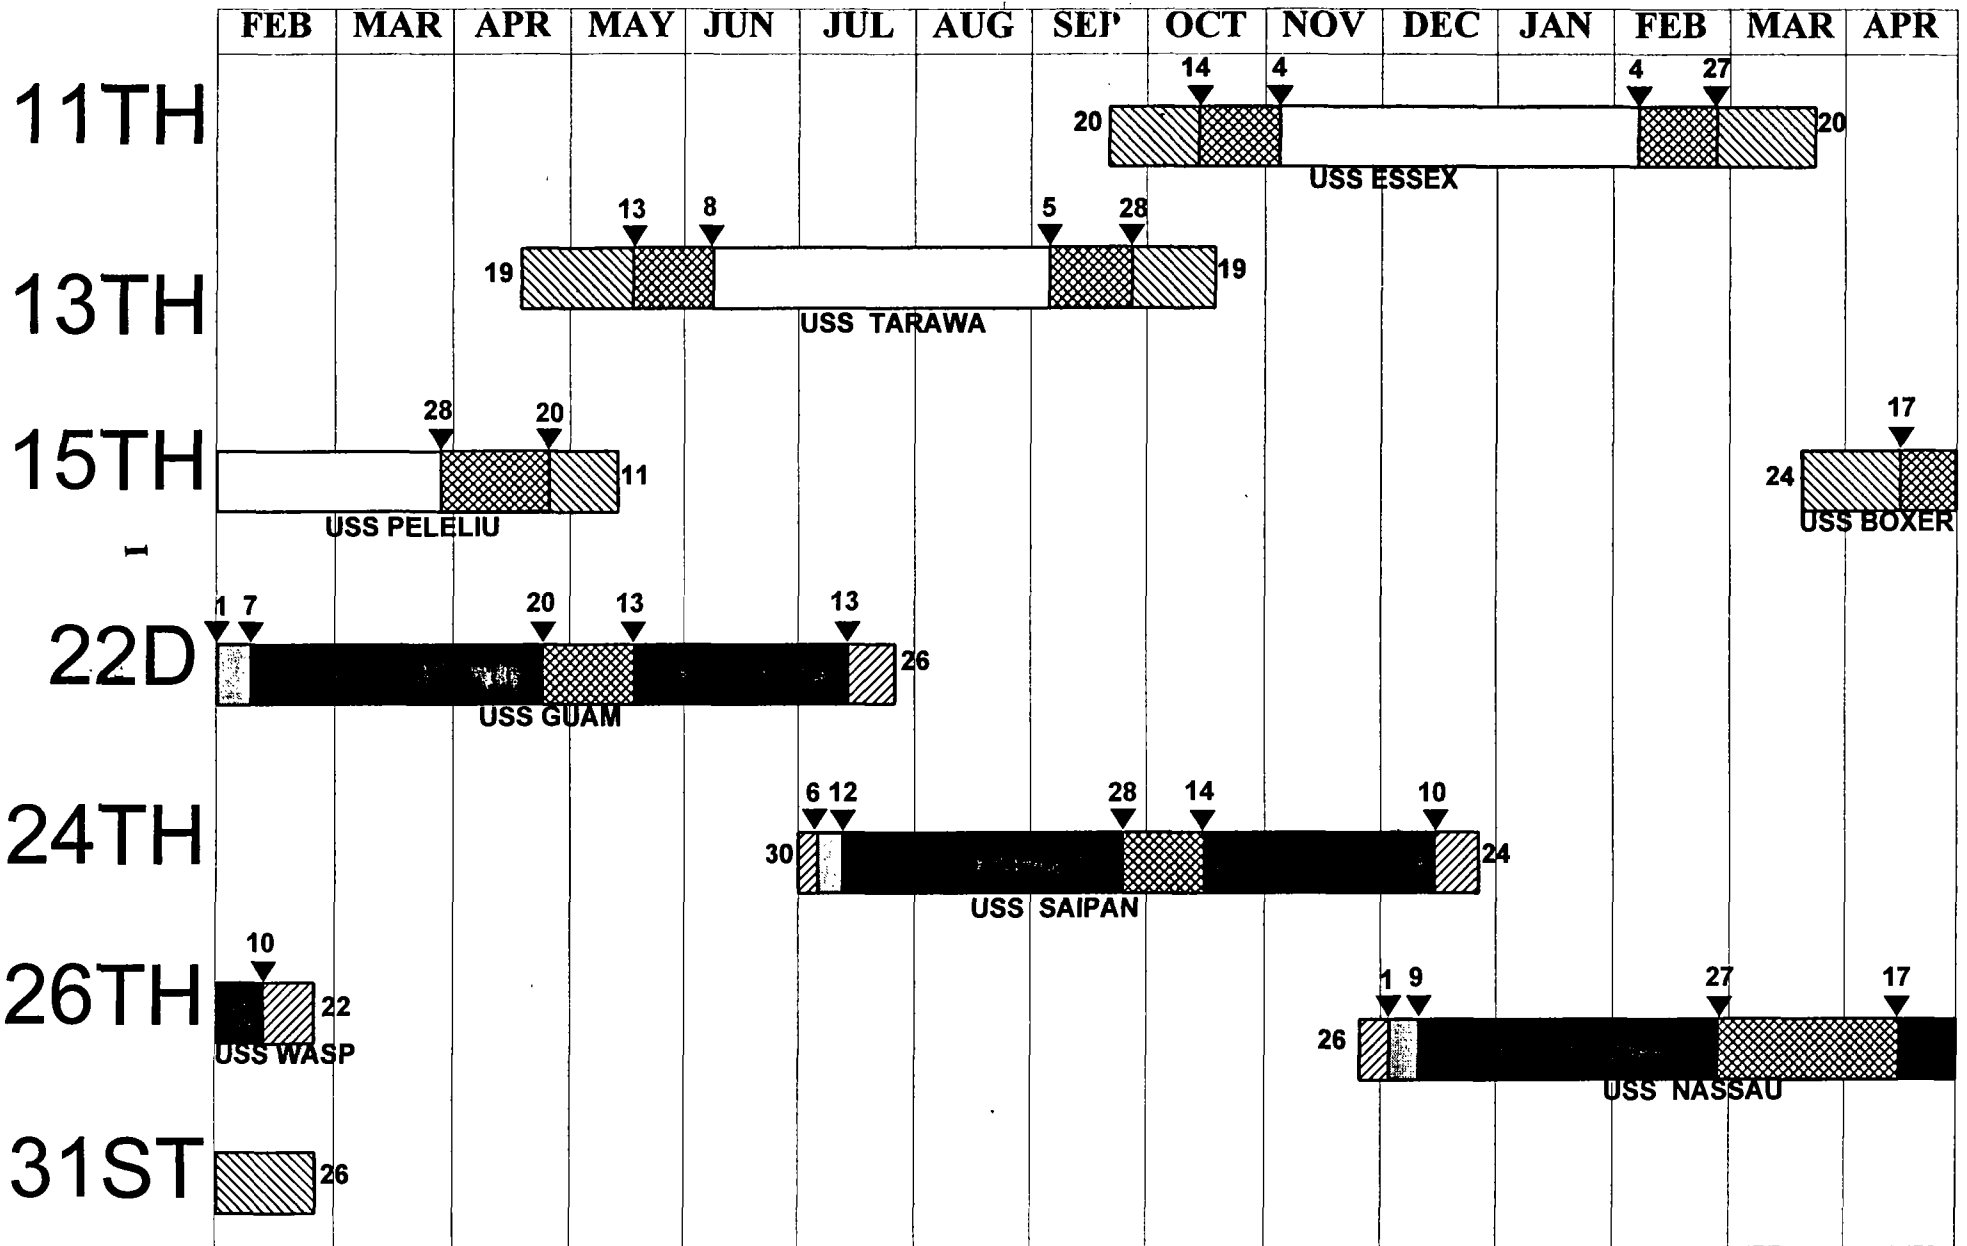 FEB MAR APR MAY JUN JUL AUG SEP OCT NOV DEC JAN FEB MAR APR
14 4 4 27
11TH 20 20
USS ESSEX
13 8 5 28
13TH 19 19
USS TARAWA
28 20 17
15TH 11 24
USS PELELIU USS BOXER
I
1 7 20 13 13
22D 26
USS GUAM
6 12 28 14 10
24TH 30 24
USS SAIPAN
10 1 9 27 17
26TH 22 26
USS WASP USS NASSAU
31ST 26